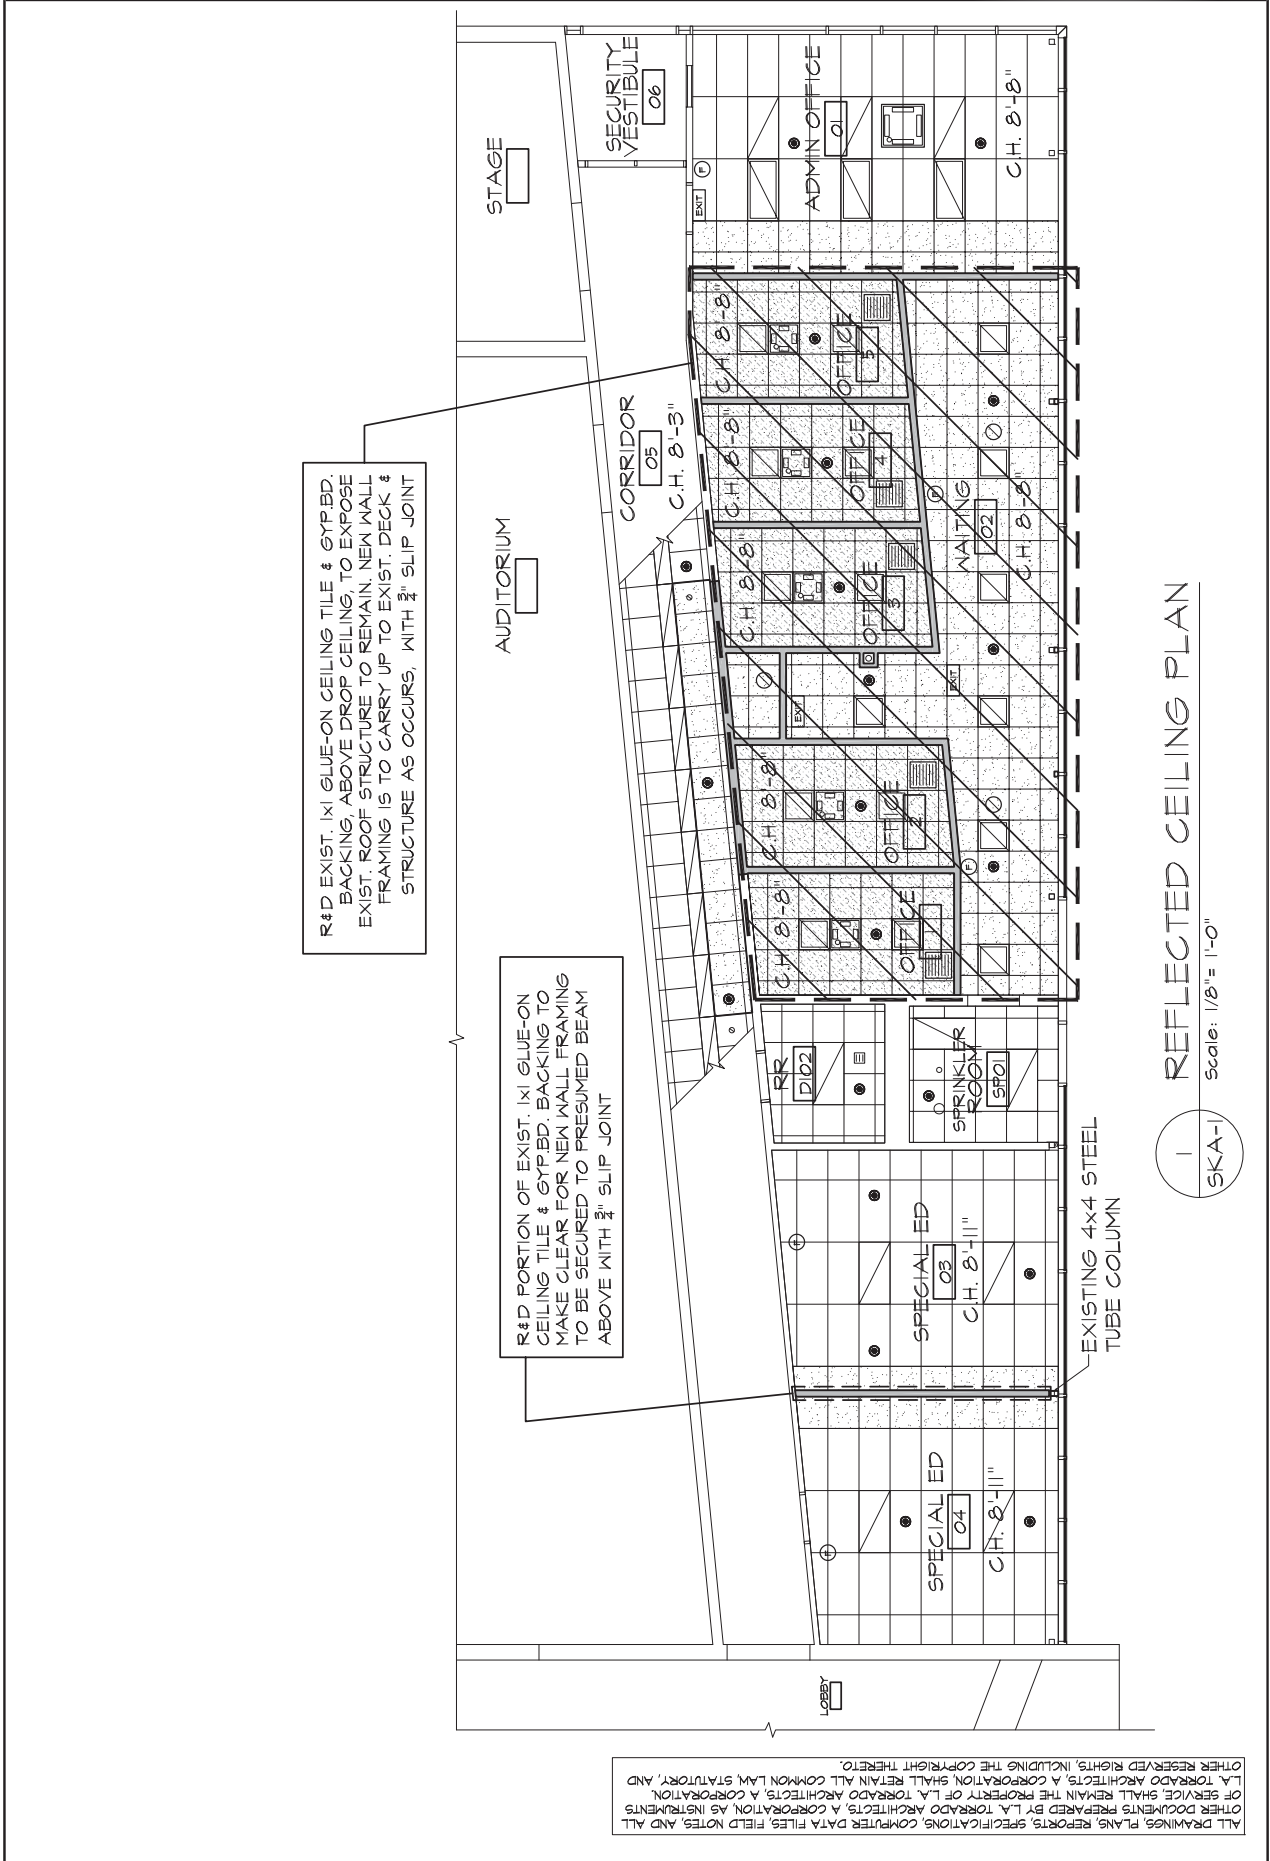 R&D EXIST. 1x1 GLUE-ON CEILING TILE & GYP.BD.
BACKING, ABOVE DROP CEILING, TO EXPOSE
EXIST. ROOF STRUCTURE TO REMAIN. NEW WALL
FRAMING IS TO CARRY UP TO EXIST. DECK &
STRUCTURE AS OCCURS, WITH 3/4" SLIP JOINT
R&D PORTION OF EXIST. 1x1 GLUE-ON
CEILING TILE & GYP.BD. BACKING TO
MAKE CLEAR FOR NEW WALL FRAMING
TO BE SECURED TO PRESUMED BEAM
ABOVE WITH 3/4" SLIP JOINT
STAGE
AUDITORIUM
SECURITY
VESTIBULE
06
CORRIDOR
05
C.H. 8'-3"
LOBBY
SPECIAL ED
04
C.H. 8'-11"
F
SPECIAL ED
03
C.H. 8'-11"
F
RR
D102
SPRINKLER
ROOM
SP01
C.H. 8'-8"
OFFICE
1
C.H. 8'-8"
OFFICE
2
C.H. 8'-8"
OFFICE
3
C.H. 8'-8"
OFFICE
4
C.H. 8'-8"
OFFICE
5
EXIT
EXIT
F
F
WAITING
02
C.H. 8'-8"
EXIT
F
ADMIN OFFICE
01
C.H. 8'-8"
EXISTING 4x4 STEEL
TUBE COLUMN
1
SKA-1
REFLECTED CEILING PLAN
Scale: 1/8" = 1'-0"
ALL DRAWINGS, PLANS, REPORTS, SPECIFICATIONS, COMPUTER DATA FILES, FIELD NOTES, AND ALL
OTHER DOCUMENTS PREPARED BY L.A. TORRADO ARCHITECTS, A CORPORATION, AS INSTRUMENTS
OF SERVICE, SHALL REMAIN THE PROPERTY OF L.A. TORRADO ARCHITECTS, A CORPORATION.
L.A. TORRADO ARCHITECTS, A CORPORATION, SHALL RETAIN ALL COMMON LAW, STATUTORY, AND
OTHER RESERVED RIGHTS, INCLUDING THE COPYRIGHT THERETO.